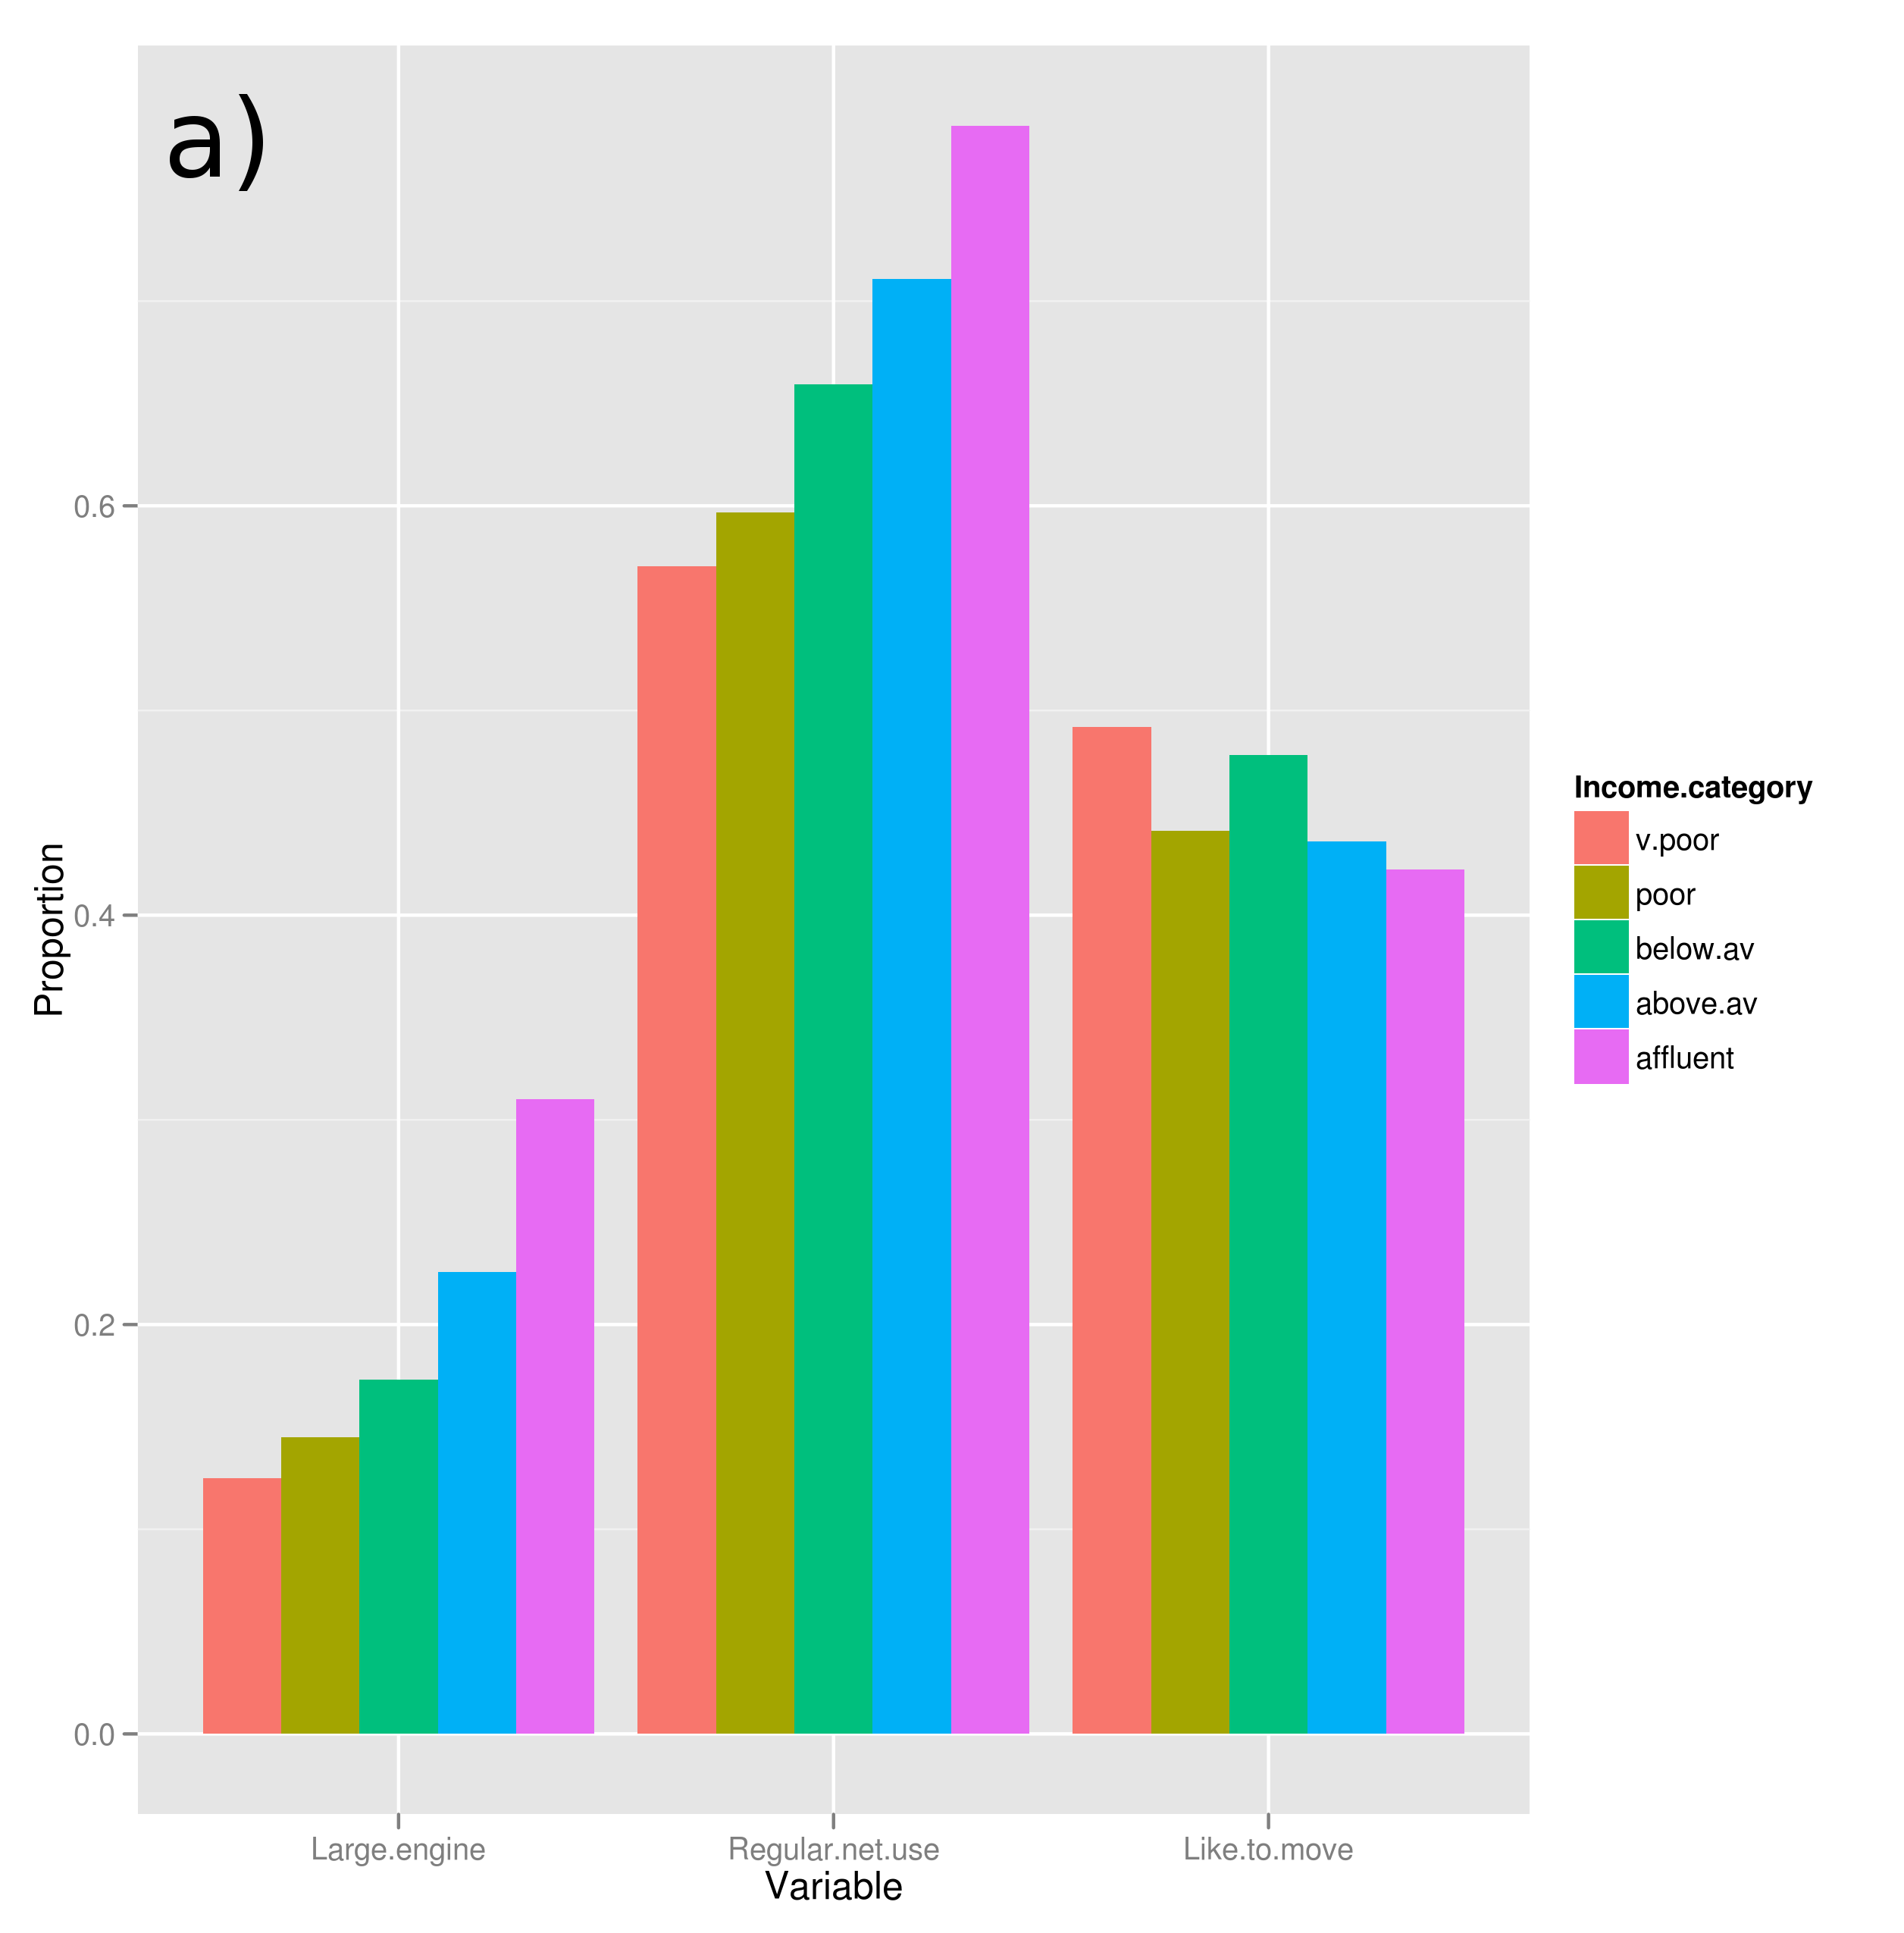 a)
0.6
0.4
0.2
0.0
Proportion
Large.engine
Regular.net.use
Like.to.move
Variable
Income.category
v.poor
poor
below.av
above.av
affluent